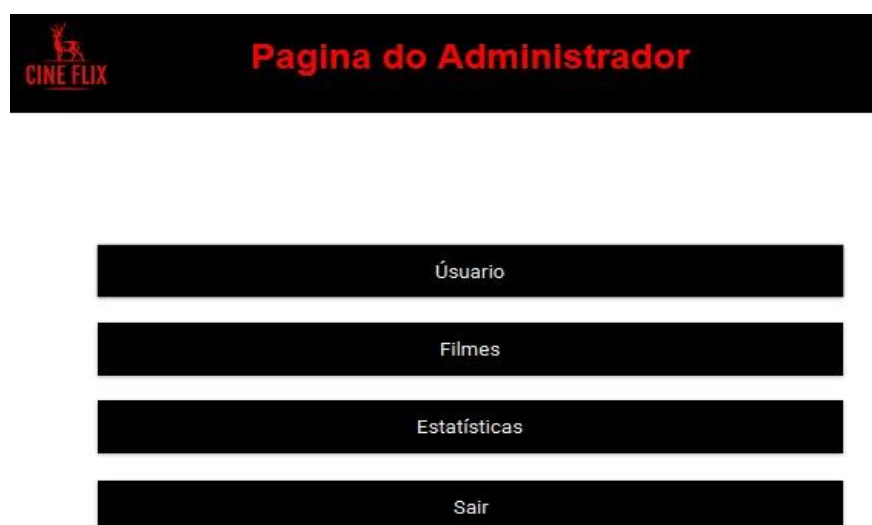 CINE FLIX
Pagina do Administrador
Úsuario
Filmes
Estatísticas
Sair